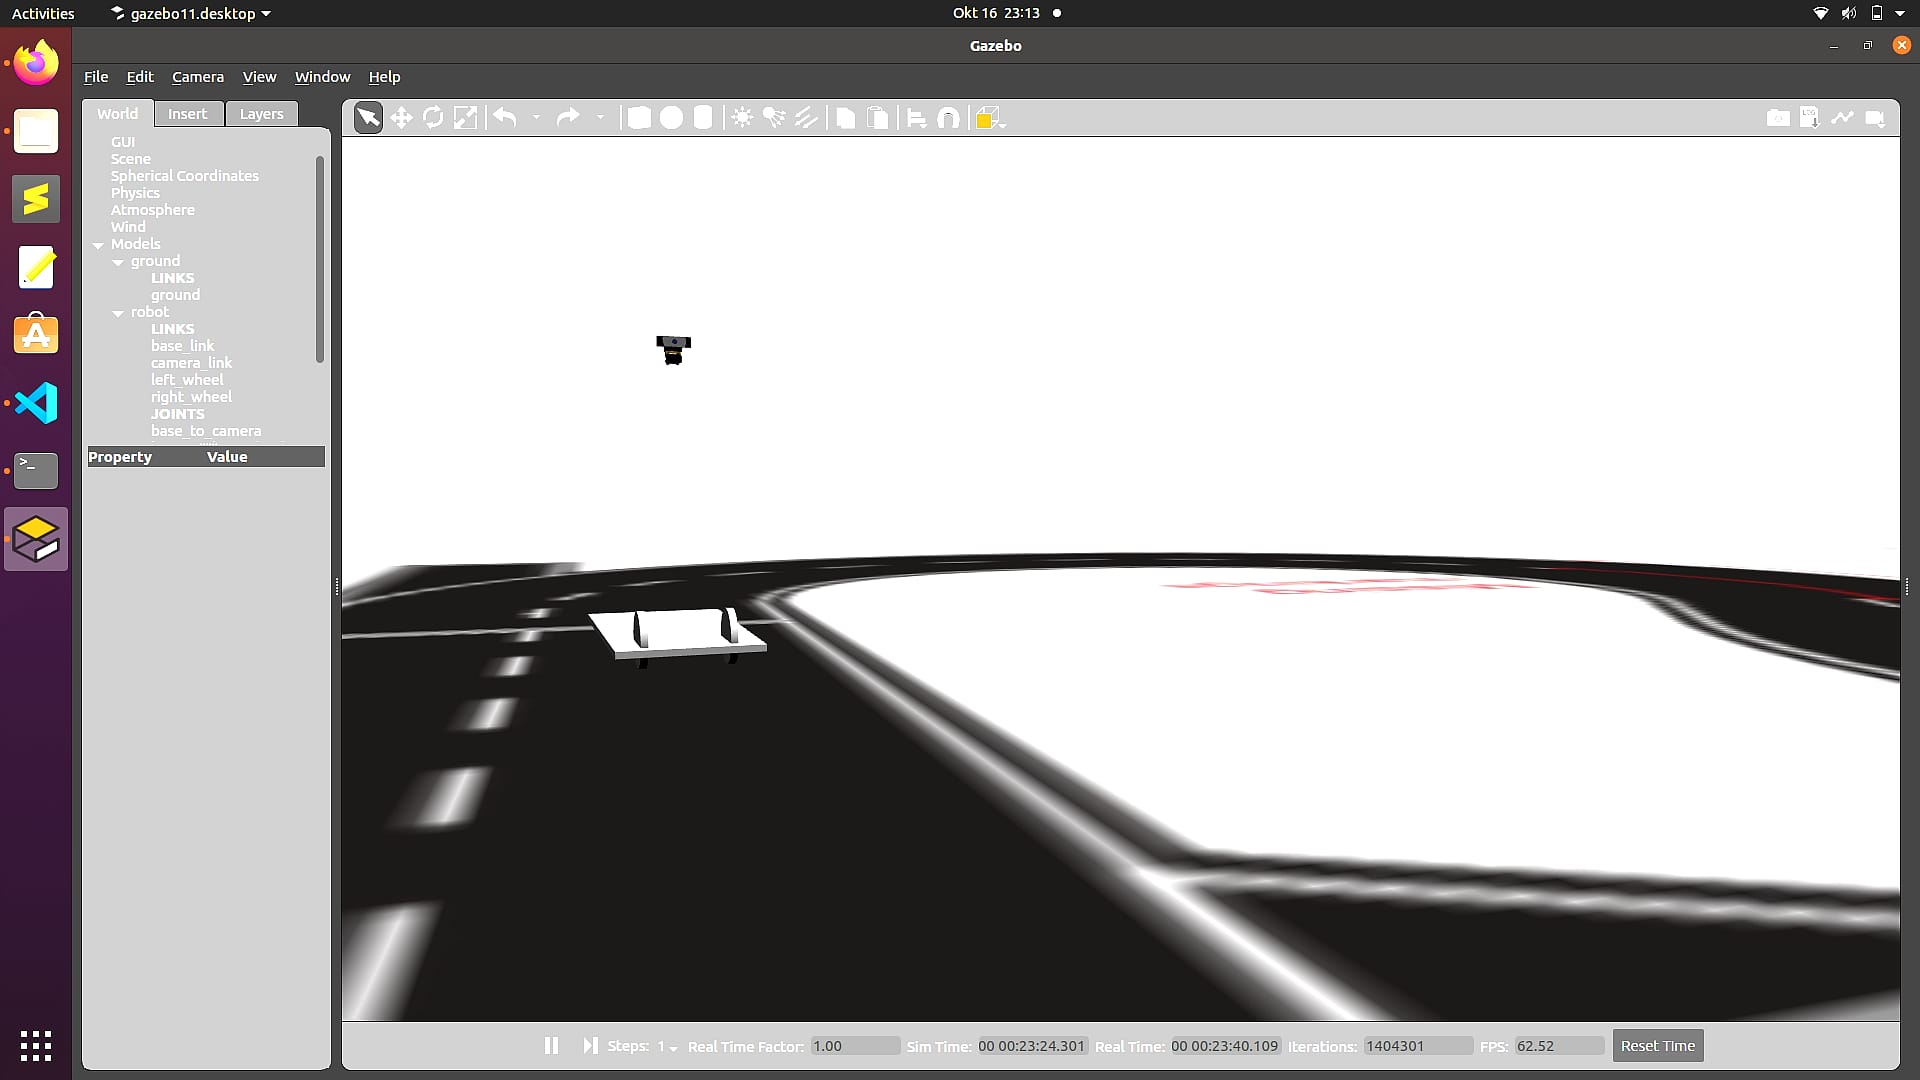 Activities
gazebo11.desktop
Okt 16 23:13
Gazebo
File Edit Camera View Window Help
World Insert Layers
GUI
Scene
Spherical Coordinates
Physics
Atmosphere
Wind
Models
ground
LINKS
ground
robot
LINKS
base_link
camera_link
left_wheel
right_wheel
JOINTS
base_to_camera
Property Value
Steps: 1 Real Time Factor: 1.00 Sim Time: 00 00:23:24.301 Real Time: 00 00:23:40.109 Iterations: 1404301 FPS: 62.52 Reset Time